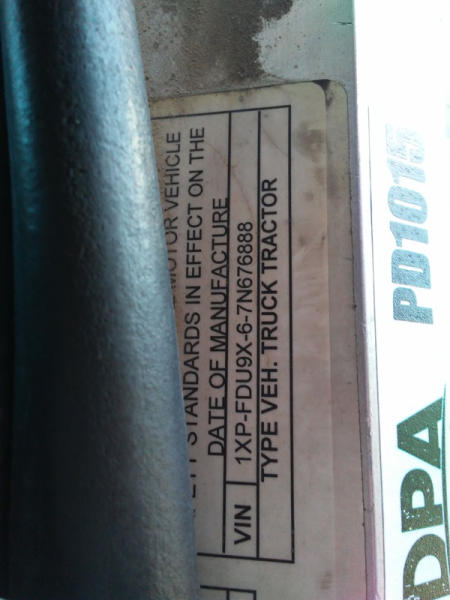 MOTOR VEHICLE
STANDARDS IN EFFECT ON THE
DATE OF MANUFACTURE
VIN 1XP-FDU9X-6-7N676888
TYPE VEH. TRUCK TRACTOR
PD1015
DPA